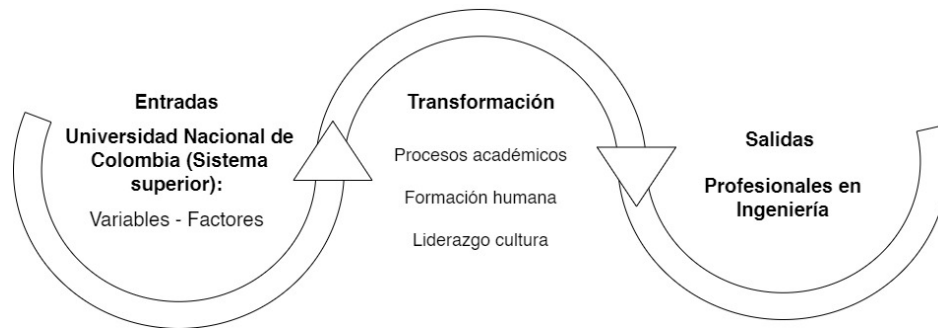 Entradas
Universidad Nacional de
Colombia (Sistema
superior):
Variables - Factores
Transformación
Procesos académicos
Formación humana
Liderazgo cultura
Salidas
Profesionales en
Ingeniería